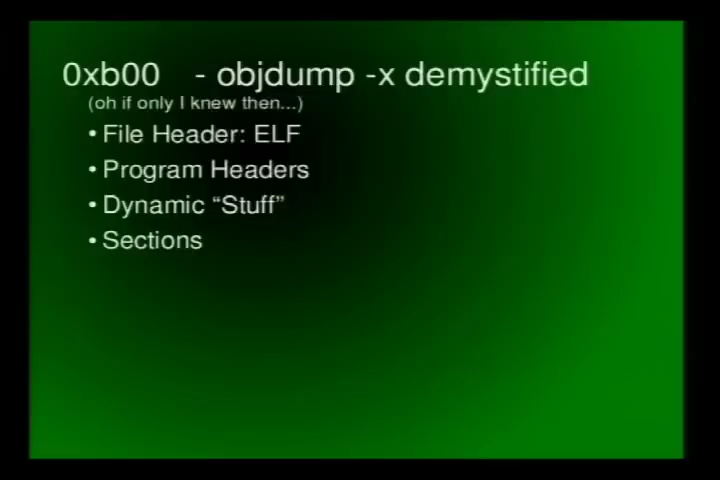 0xb00 - objdump -x demystified
(oh if only I knew then...)
• File Header: ELF
• Program Headers
• Dynamic “Stuff”
• Sections